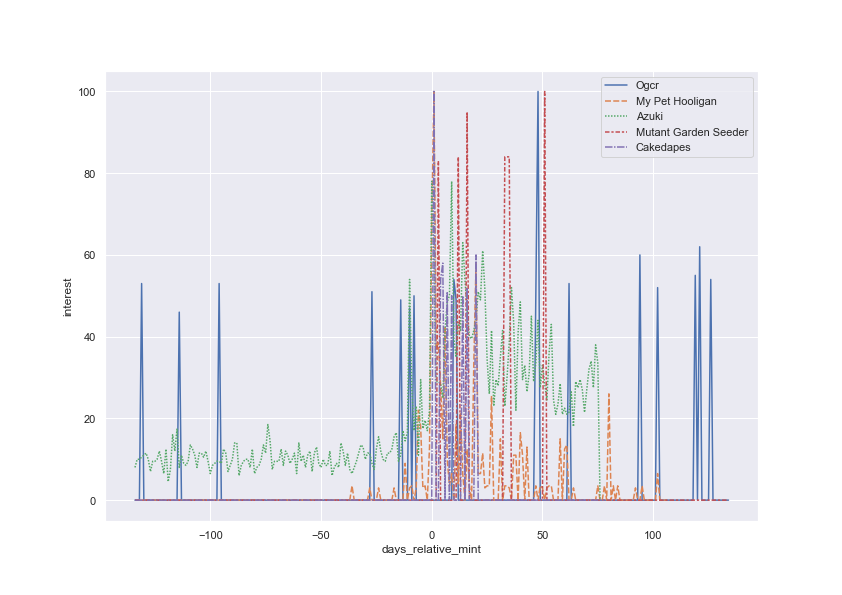 Ogcr
My Pet Hooligan
Azuki
Mutant Garden Seeder
Cakedapes
100
80
60
40
20
0
interest
−100
−50
0
50
100
days_relative_mint